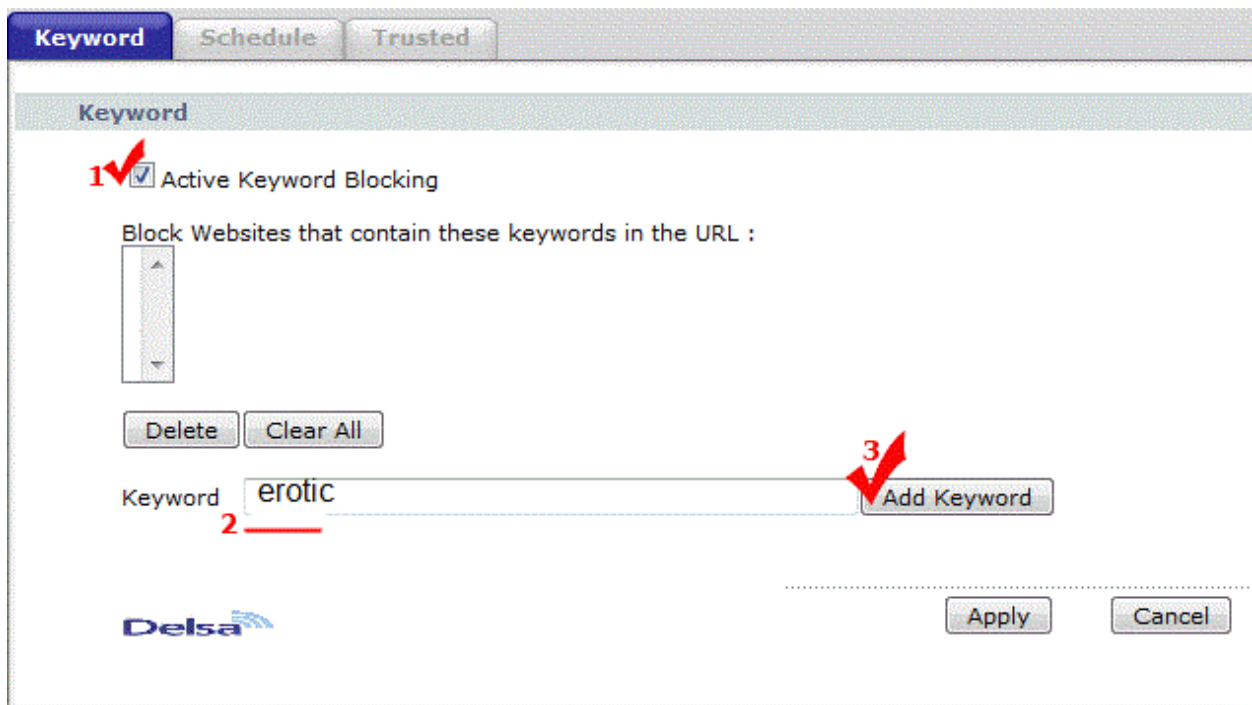 Keyword Schedule Trusted
Keyword
1 Active Keyword Blocking
Block Websites that contain these keywords in the URL :
Delete Clear All
3
Keyword erotic Add Keyword
2
Delsa Apply Cancel